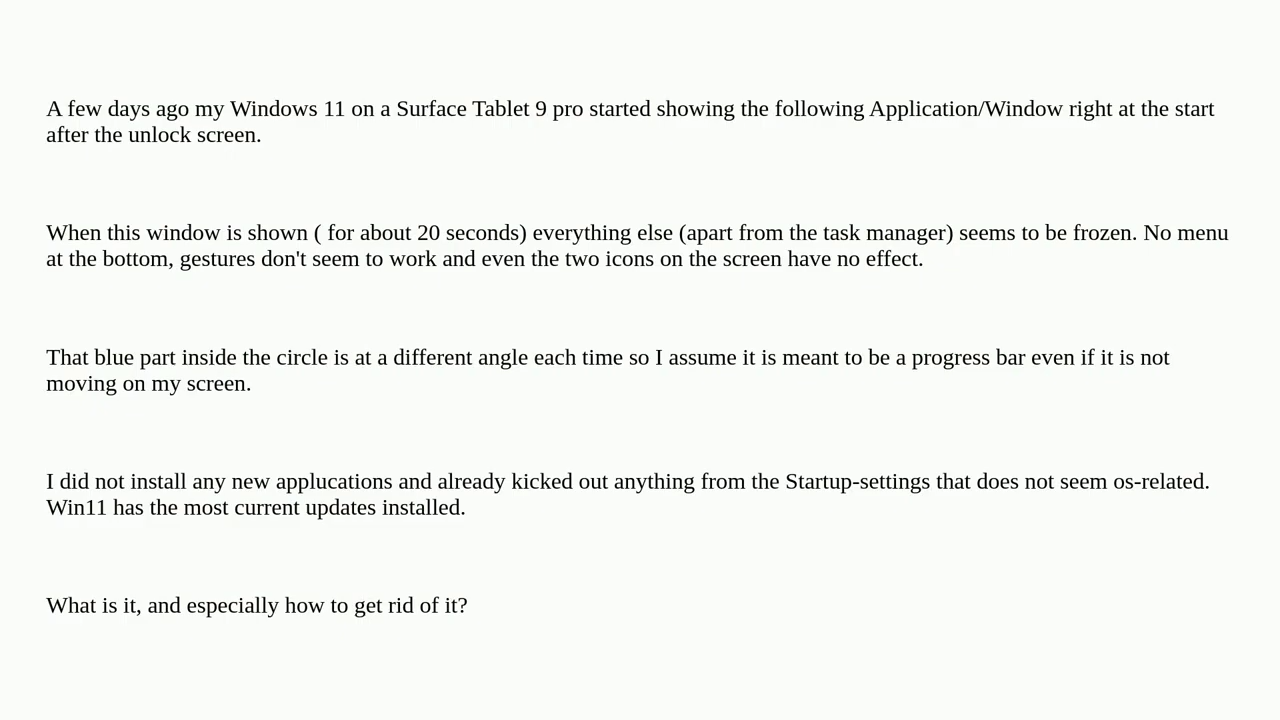 A few days ago my Windows 11 on a Surface Tablet 9 pro started showing the following Application/Window right at the start
after the unlock screen.
When this window is shown ( for about 20 seconds) everything else (apart from the task manager) seems to be frozen. No menu
at the bottom, gestures don't seem to work and even the two icons on the screen have no effect.
That blue part inside the circle is at a different angle each time so I assume it is meant to be a progress bar even if it is not
moving on my screen.
I did not install any new applucations and already kicked out anything from the Startup-settings that does not seem os-related.
Win11 has the most current updates installed.
What is it, and especially how to get rid of it?